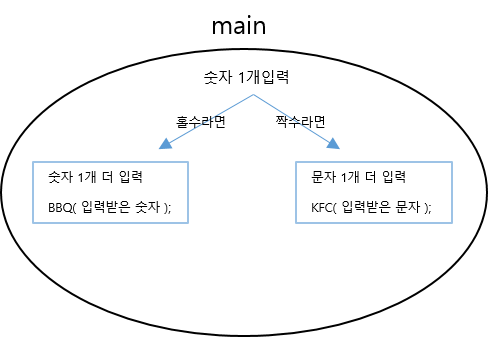 main
숫자 1개입력
홀수라면
짝수라면
숫자 1개 더 입력
BBQ( 입력받은 숫자 );
문자 1개 더 입력
KFC( 입력받은 문자 );